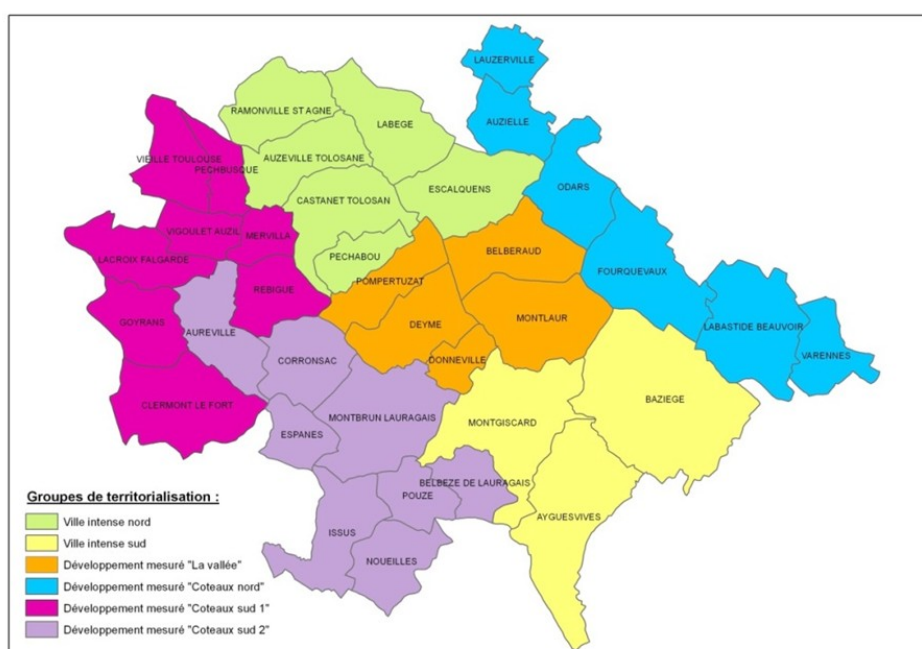 LAUZERVILLE
RAMONVILLE ST AGNE
LABEGE
AUZIELLE
VIEILLE TOULOUSE
PECHBUSQUE
AUZEVILLE TOLOSANE
ESCALQUENS
ODARS
CASTANET TOLOSAN
VIGOULET AUZIL
MERVILLA
PECHABOU
BELBERAUD
LACROIX FALGARDE
POMPERTUZAT
FOURQUEVAUX
REBIGUE
GOYRANS
AUREVILLE
DEYME
MONTLAUR
LABASTIDE BEAUVOIR
CORRONSAC
DONNEVILLE
VARENNES
CLERMONT LE FORT
MONTBRUN LAURAGAIS
MONTGISCARD
BAZIEGE
ESPANES
BELBEZE DE LAURAGAIS
POUZE
AYGUESVIVES
ISSUS
NOUEILLES
Groupes de territorialisation :
Ville intense nord
Ville intense sud
Développement mesuré "La vallée"
Développement mesuré "Coteaux nord"
Développement mesuré "Coteaux sud 1"
Développement mesuré "Coteaux sud 2"